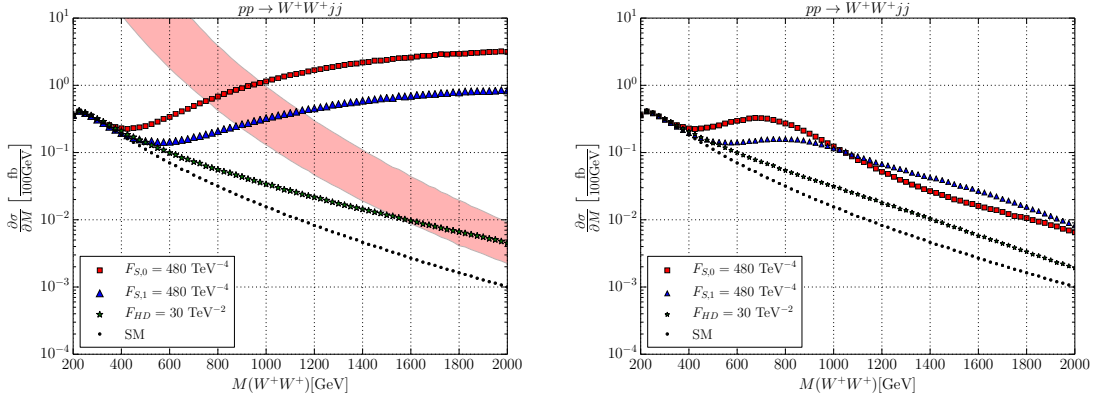 pp → W⁺W⁺jj
10¹
10⁰
10⁻¹
10⁻²
10⁻³
10⁻⁴
∂σ/∂M [fb/100GeV]
F_{S,0} = 480 TeV⁻⁴
F_{S,1} = 480 TeV⁻⁴
F_{HD} = 30 TeV⁻²
SM
200 400 600 800 1000 1200 1400 1600 1800 2000
M(W⁺W⁺)[GeV]
pp → W⁺W⁺jj
10¹
10⁰
10⁻¹
10⁻²
10⁻³
10⁻⁴
∂σ/∂M [fb/100GeV]
F_{S,0} = 480 TeV⁻⁴
F_{S,1} = 480 TeV⁻⁴
F_{HD} = 30 TeV⁻²
SM
200 400 600 800 1000 1200 1400 1600 1800 2000
M(W⁺W⁺)[GeV]